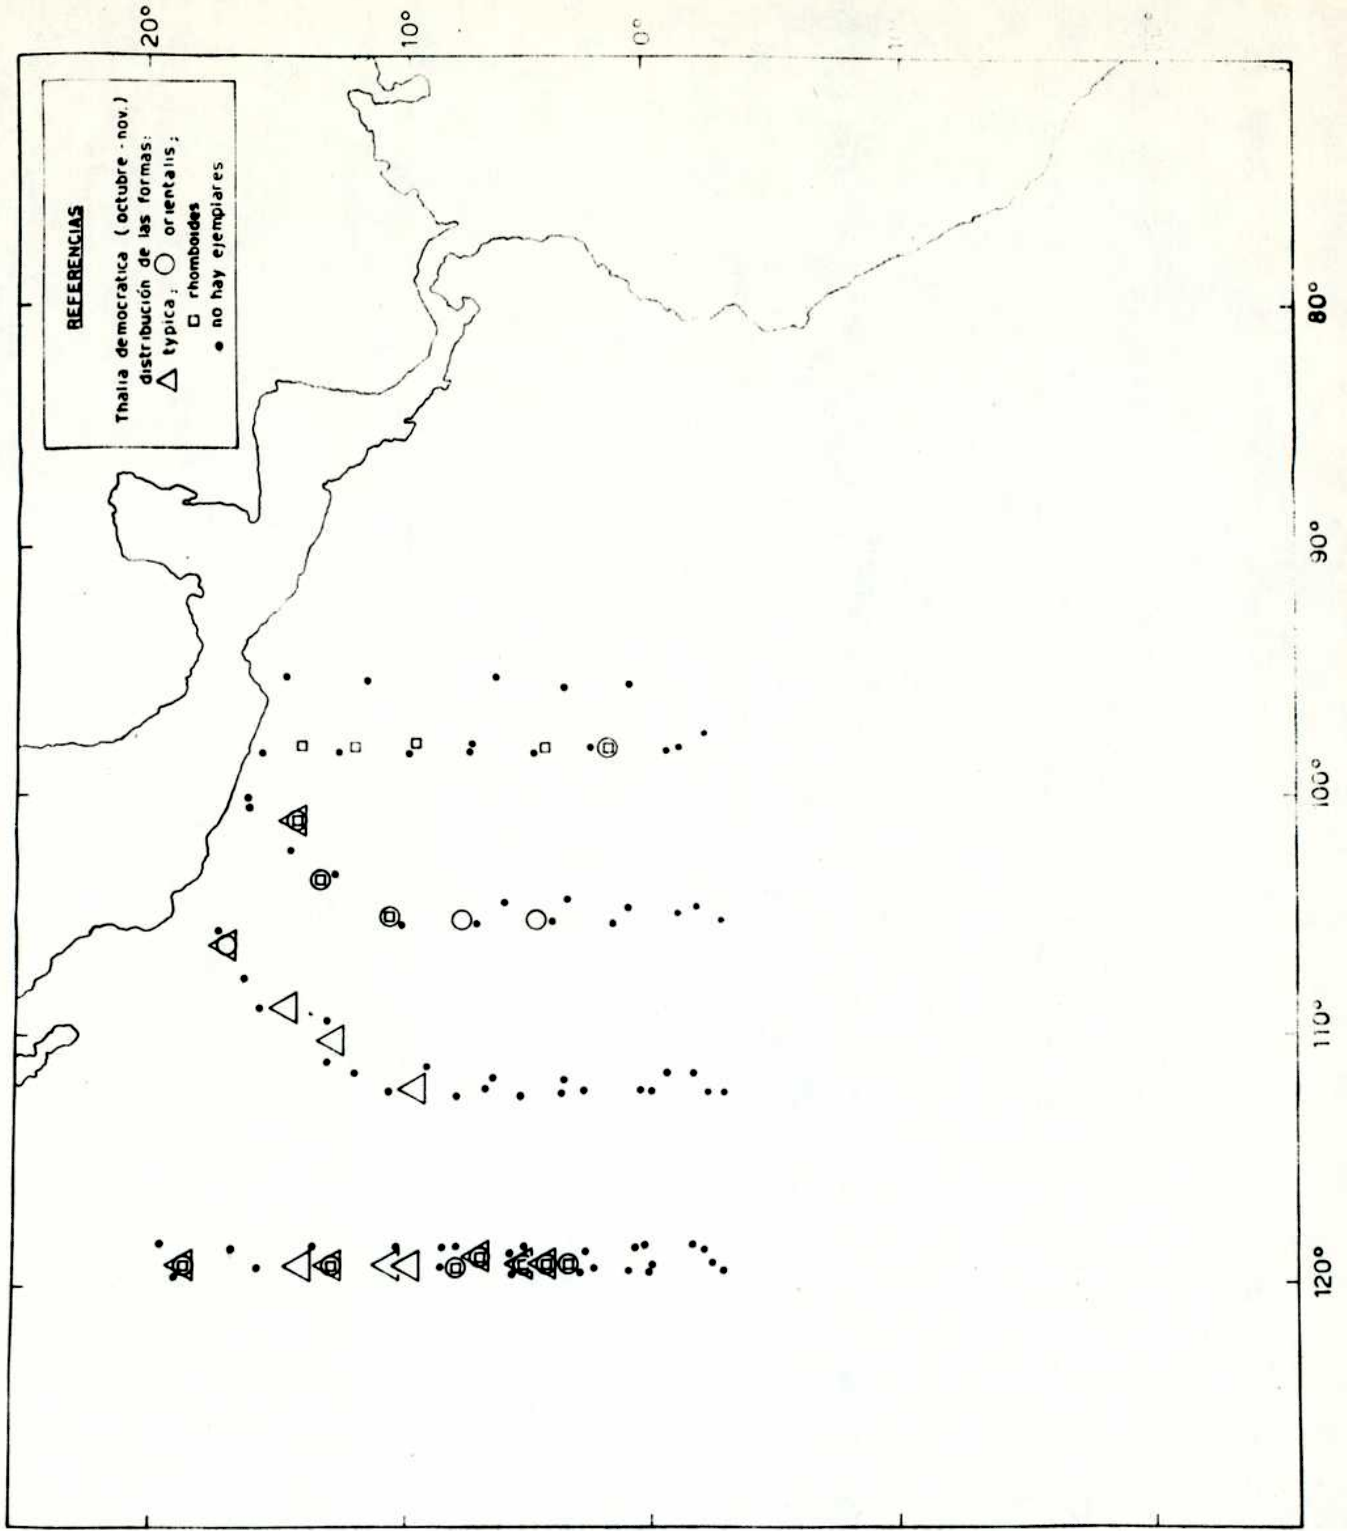 REFERENCIAS
Thalia democratica (octubre - nov.)
distribución de las formas:
typica; orientalis;
rhomboides
no hay ejemplares
20°
10°
0°
10°
80°
90°
100°
110°
120°